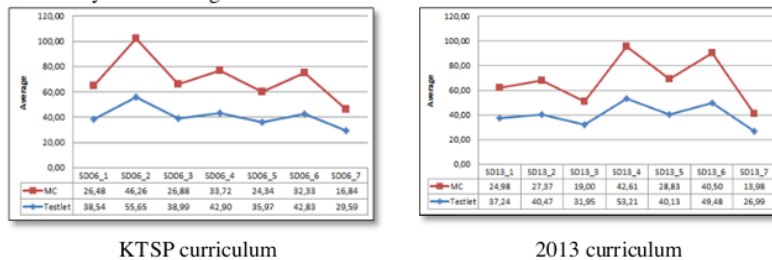 120,00
100,00
80,00
60,00
40,00
20,00
0,00
Average
SD06_1 SD06_2 SD06_3 SD06_4 SD06_5 SD06_6 SD06_7
MC 26,48 46,26 26,88 33,72 24,34 32,33 16,84
Testlet 38,54 55,65 38,99 42,90 35,97 42,83 29,59
KTSP curriculum
120,00
100,00
80,00
60,00
40,00
20,00
0,00
Average
SD13_1 SD13_2 SD13_3 SD13_4 SD13_5 SD13_6 SD13_7
MC 24,98 27,37 19,00 42,61 28,83 40,50 13,98
Testlet 37,24 40,47 31,95 53,21 40,13 49,48 26,99
2013 curriculum